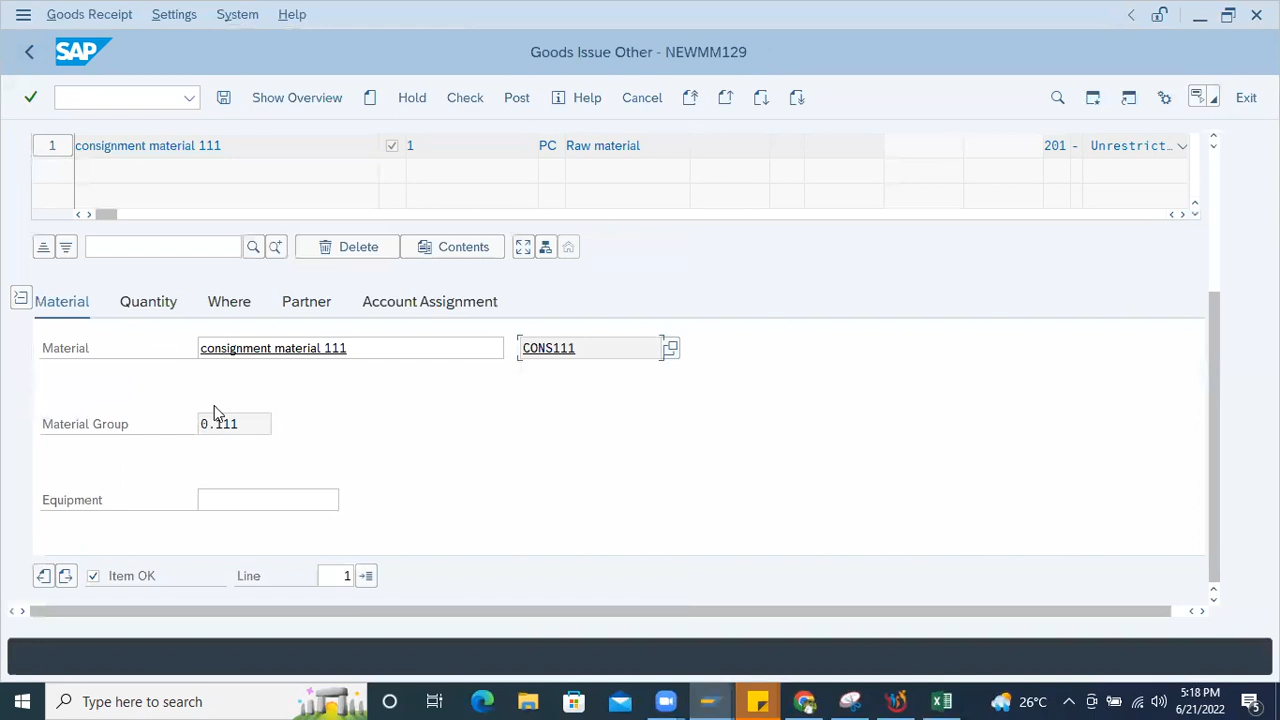 Goods Receipt Settings System Help
SAP Goods Issue Other - NEWMM129
Show Overview Hold Check Post Help Cancel Exit
1 consignment material 111 1 PC Raw material 201 - Unrestrict…
Delete Contents
Material Quantity Where Partner Account Assignment
Material consignment material 111 CONS111
Material Group 0.111
Equipment
Item OK Line 1
Type here to search 26°C 5:18 PM
6/21/2022 5